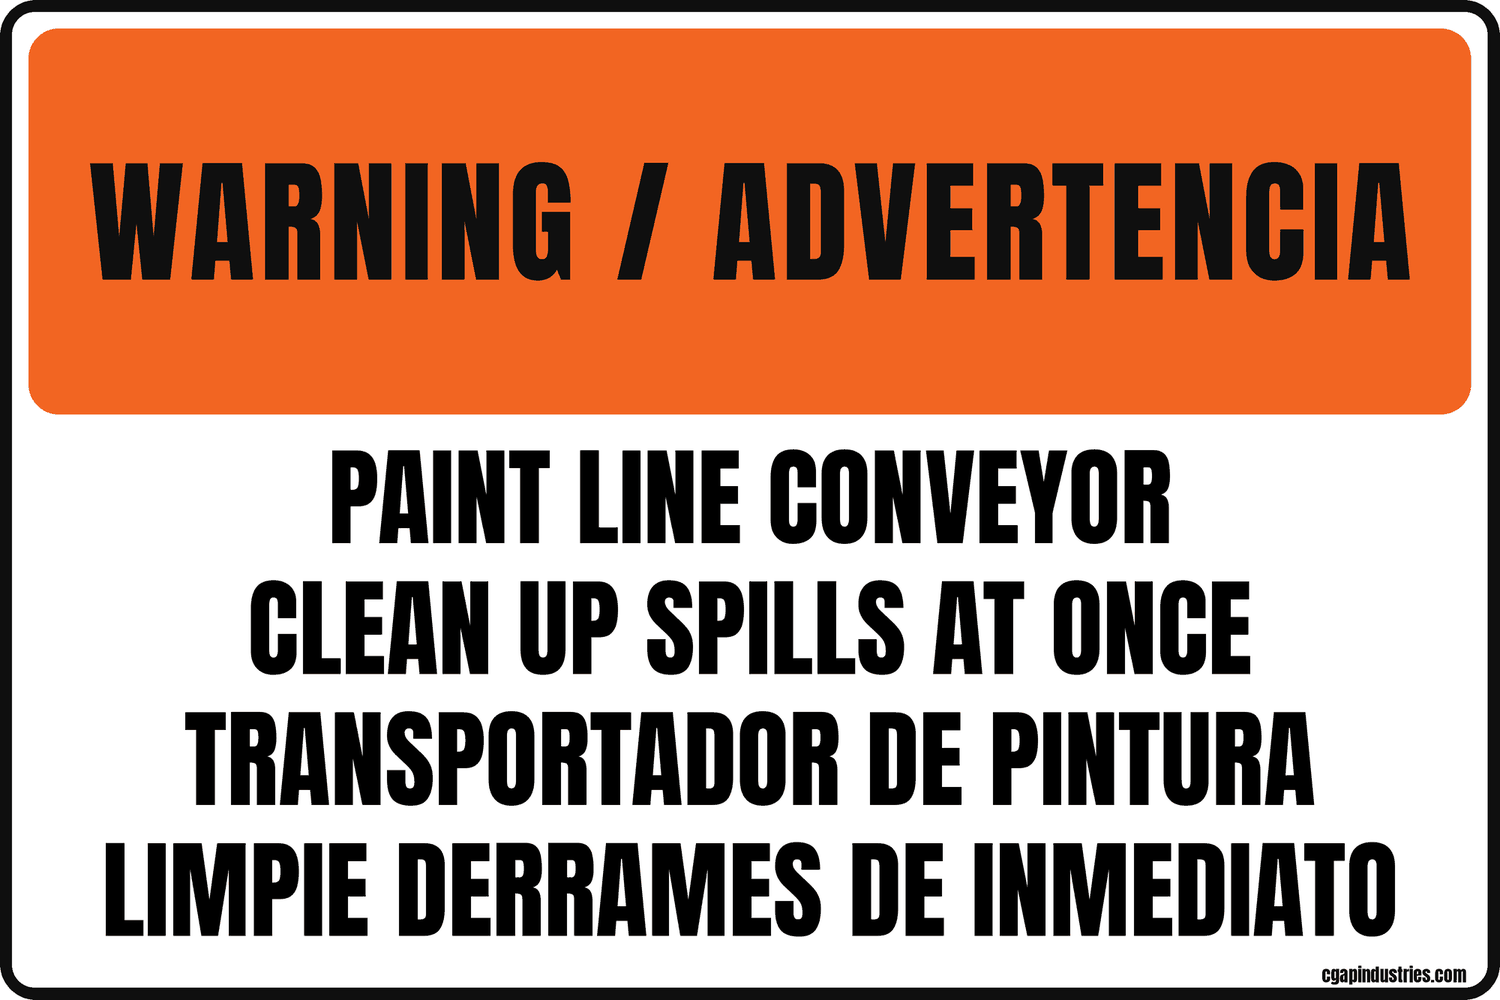 WARNING / ADVERTENCIA
PAINT LINE CONVEYOR
CLEAN UP SPILLS AT ONCE
TRANSPORTADOR DE PINTURA
LIMPIE DERRAMES DE INMEDIATO
cgapindustries.com